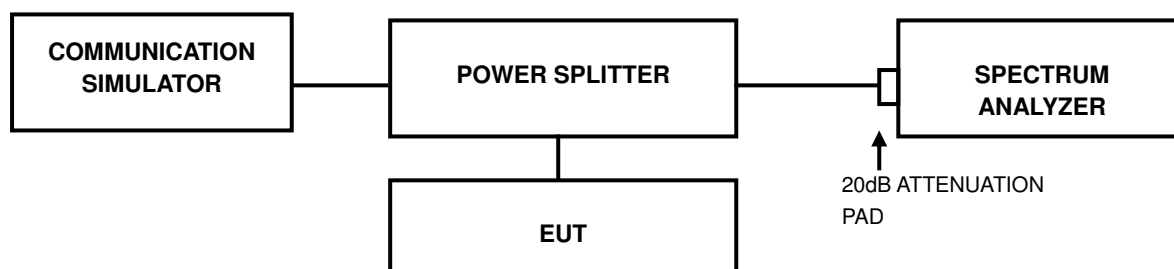 COMMUNICATION
SIMULATOR
POWER SPLITTER
SPECTRUM
ANALYZER
20dB ATTENUATION
PAD
EUT